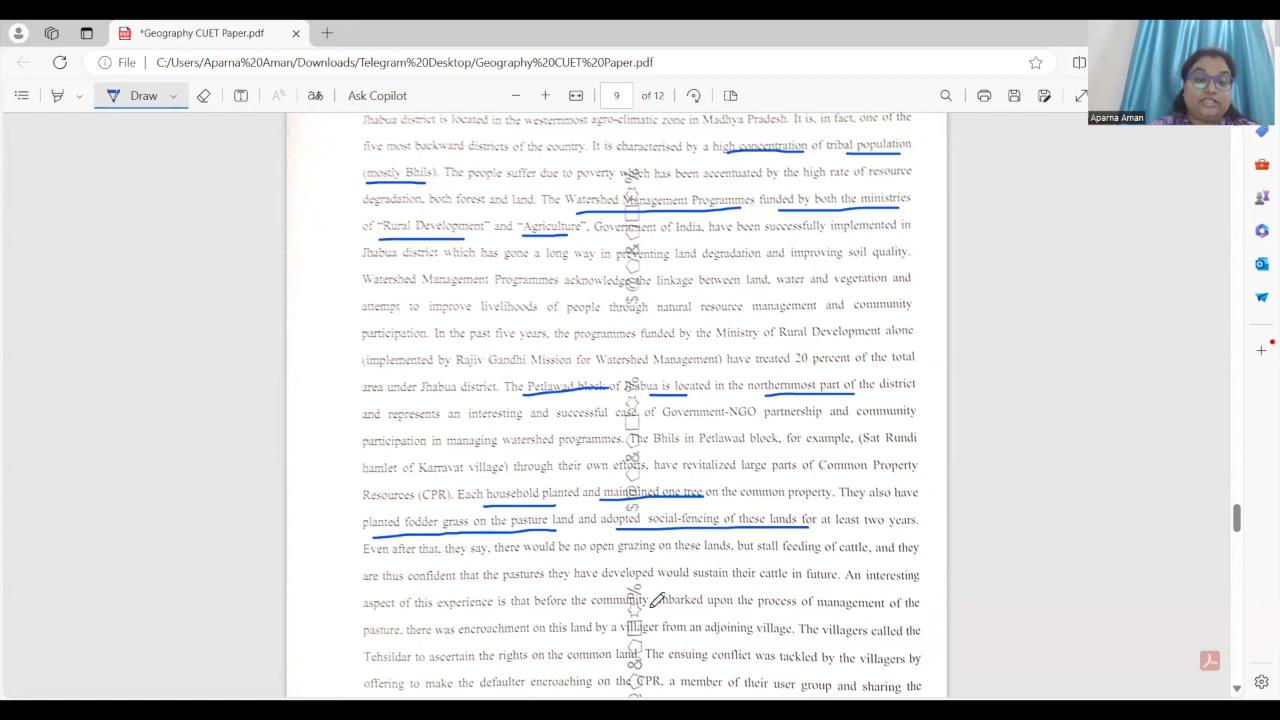 *Geography CUET Paper.pdf
File
C:/Users/Aparna%20Aman/Downloads/Telegram%20Desktop/Geography%20CUET%20Paper.pdf
Draw
Ask Copilot
9 of 12
Aparna Aman
Jhabua district is located in the westernmost agro-climatic zone in Madhya Pradesh. It is, in fact, one of the
five most backward districts of the country. It is characterised by a high concentration of tribal population
(mostly Bhils). The people suffer due to poverty which has been accentuated by the high rate of resource
degradation, both forest and land. The Watershed Management Programmes funded by both the ministries
of “Rural Development” and “Agriculture”, Government of India, have been successfully implemented in
Jhabua district which has gone a long way in preventing land degradation and improving soil quality.
Watershed Management Programmes acknowledge the linkage between land, water and vegetation and
attempt to improve livelihoods of people through natural resource management and community
participation. In the past five years, the programmes funded by the Ministry of Rural Development alone
(implemented by Rajiv Gandhi Mission for Watershed Management) have treated 20 percent of the total
area under Jhabua district. The Petlawad block of Jhabua is located in the northernmost part of the district
and represents an interesting and successful case of Government-NGO partnership and community
participation in managing watershed programmes. The Bhils in Petlawad block, for example, (Sat Rundi
hamlet of Karravat village) through their own efforts, have revitalized large parts of Common Property
Resources (CPR). Each household planted and maintained one tree on the common property. They also have
planted fodder grass on the pasture land and adopted social-fencing of these lands for at least two years.
Even after that, they say, there would be no open grazing on these lands, but stall feeding of cattle, and they
are thus confident that the pastures they have developed would sustain their cattle in future. An interesting
aspect of this experience is that before the community embarked upon the process of management of the
pasture, there was encroachment on this land by a villager from an adjoining village. The villagers called the
Tehsildar to ascertain the rights on the common land. The ensuing conflict was tackled by the villagers by
offering to make the defaulter encroaching on the CPR, a member of their user group and sharing the